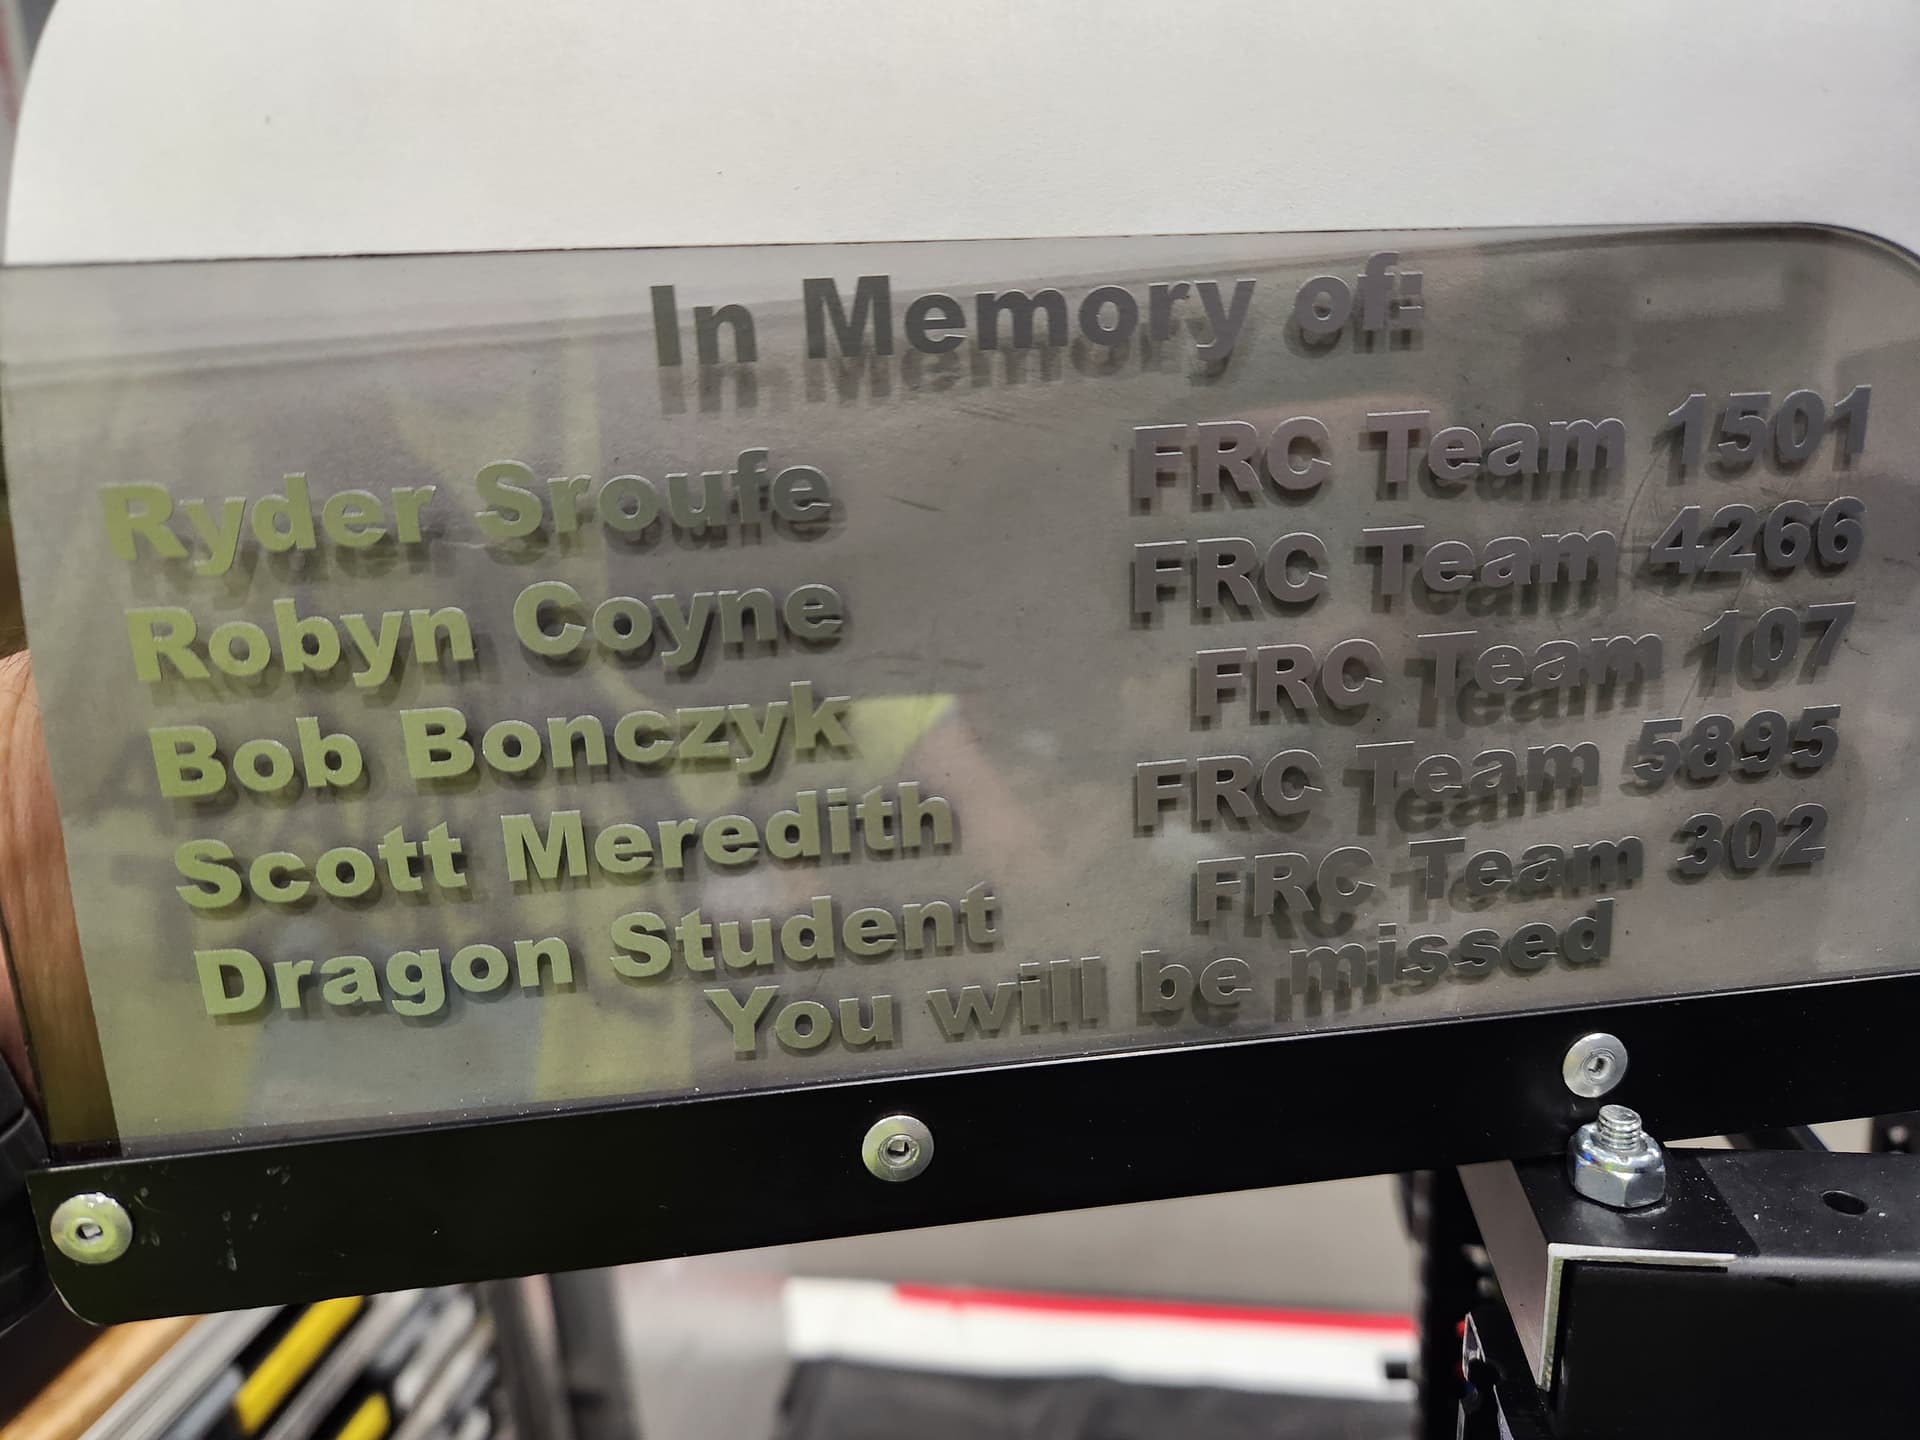 In Memory of:
Ryder Sroufe FRC Team 1501
Robyn Coyne FRC Team 4266
Bob Bonczyk FRC Team 107
Scott Meredith FRC Team 5895
Dragon Student FRC Team 302
You will be missed